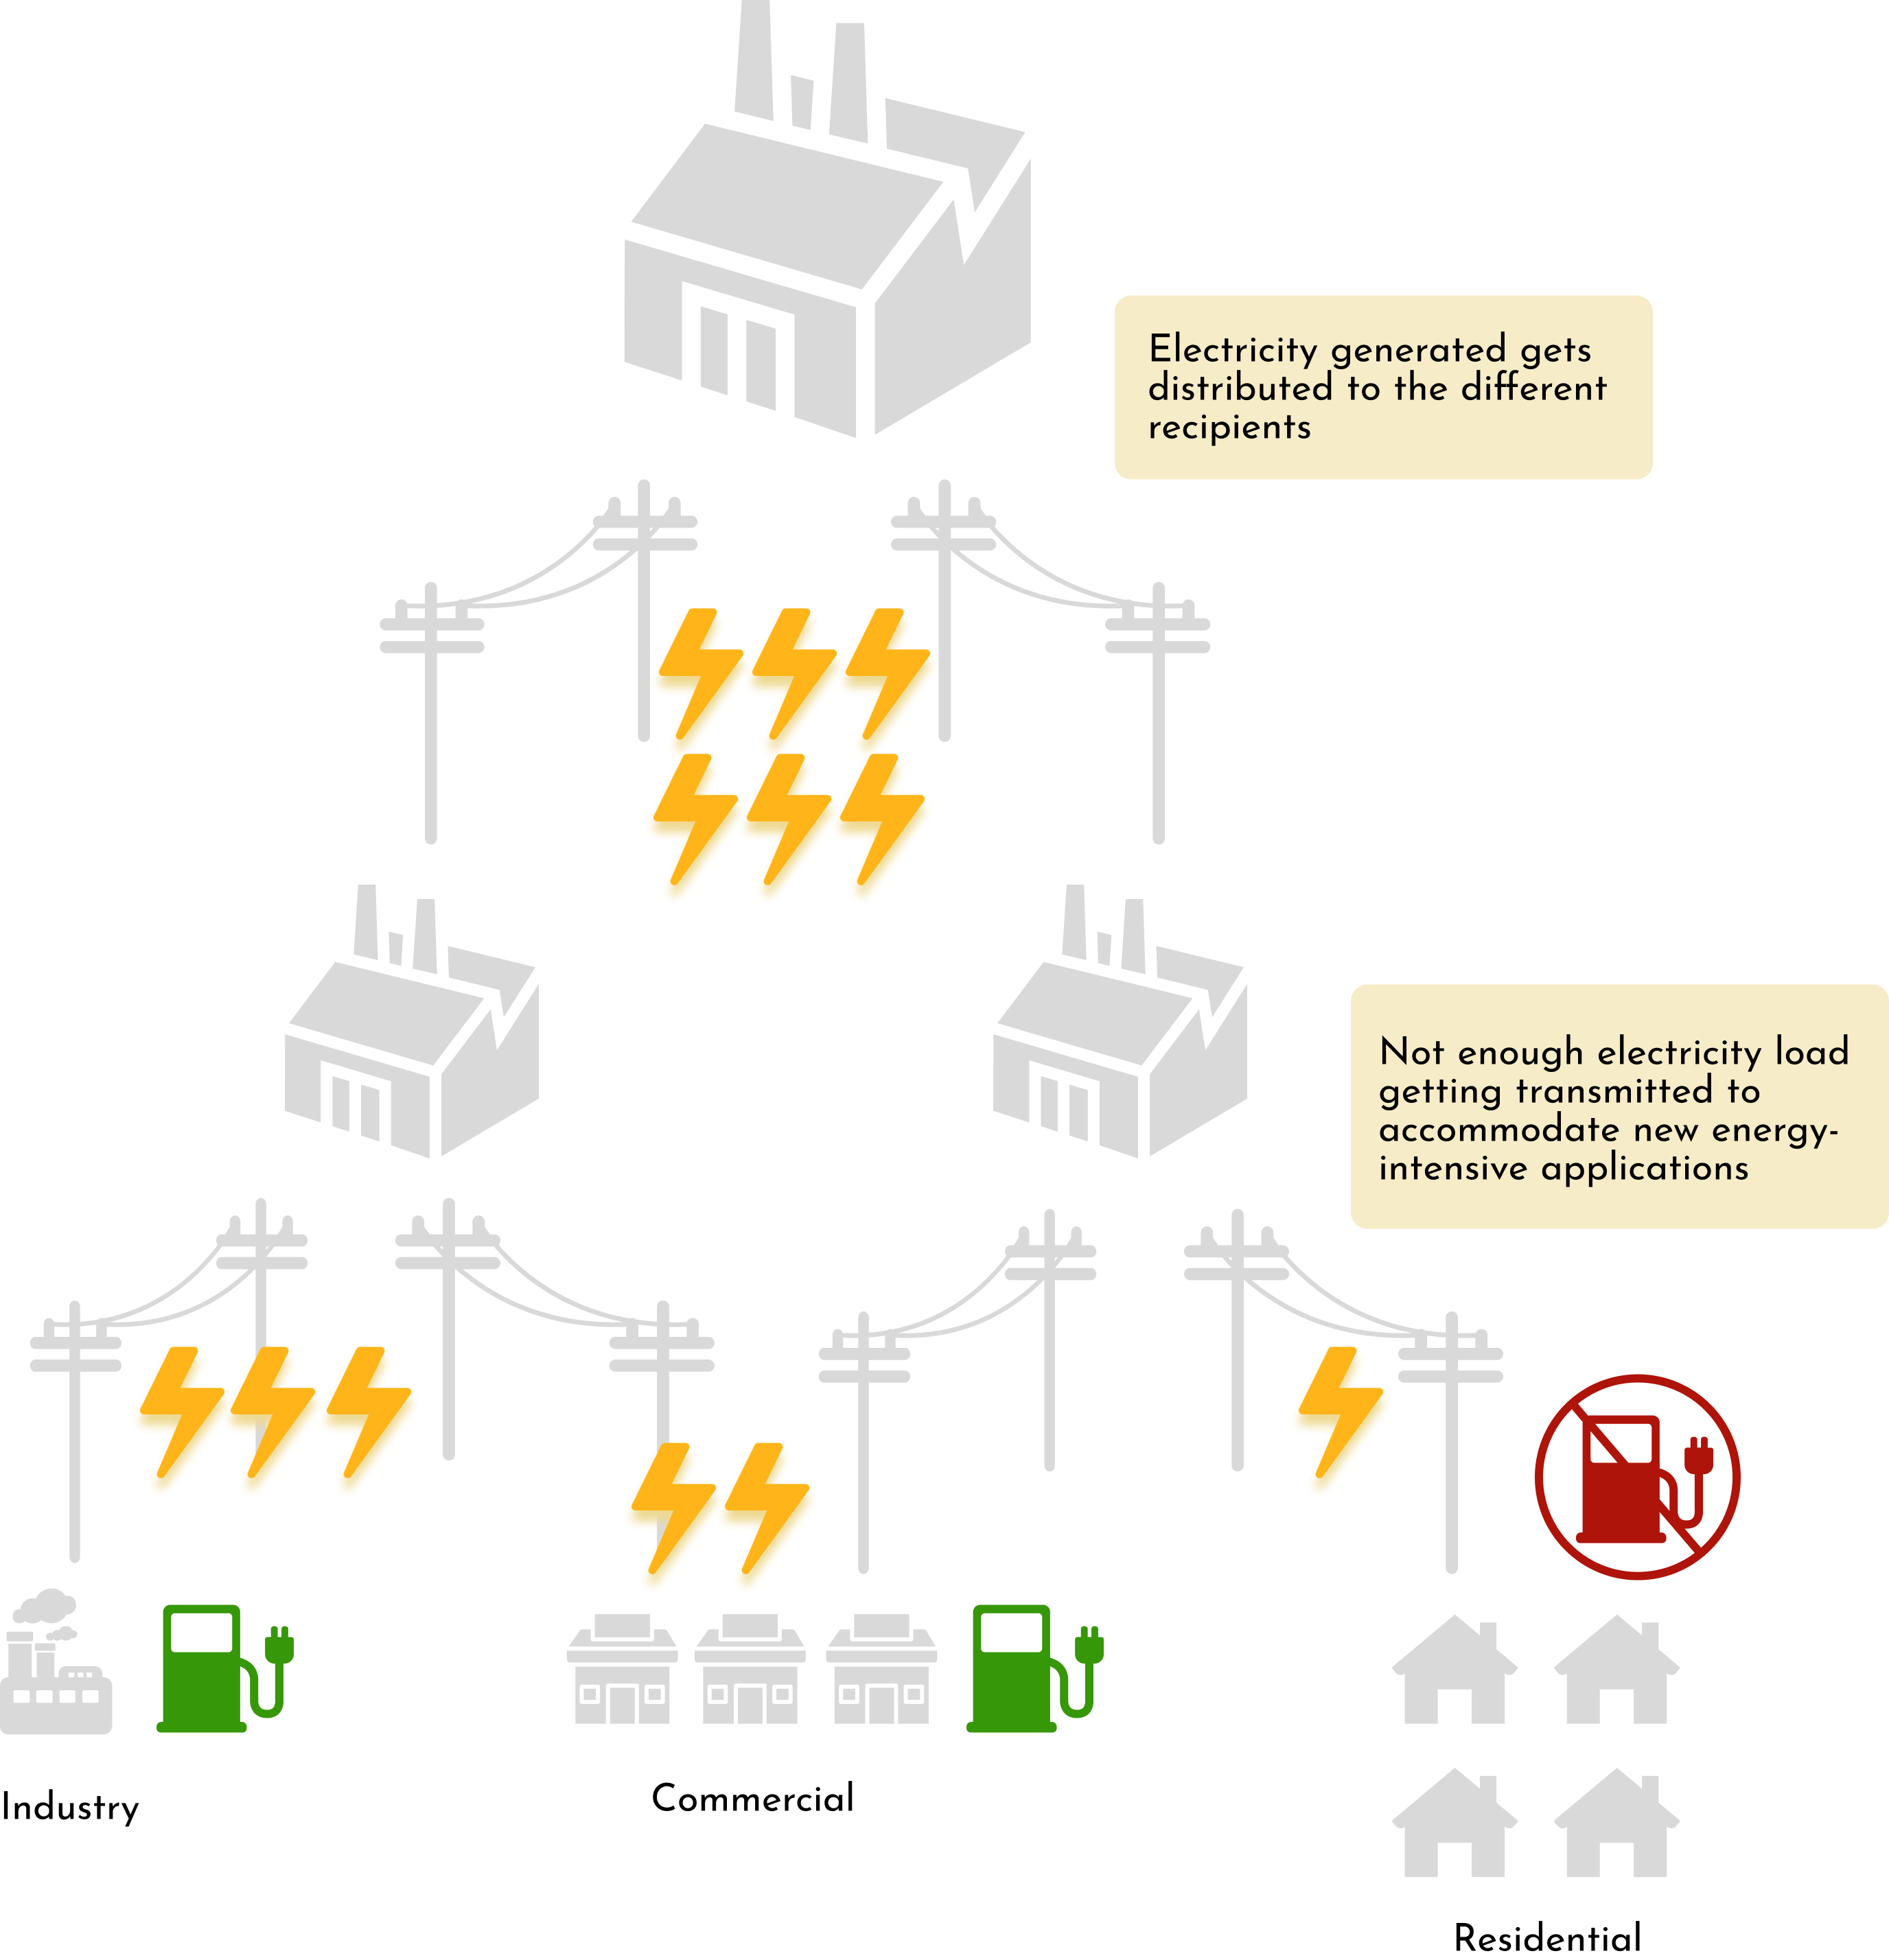 Electricity generated gets
distributed to the different
recipients
Not enough electricity load
getting transmitted to
accommodate new energy-
intensive applications
Industry
Commercial
Residential